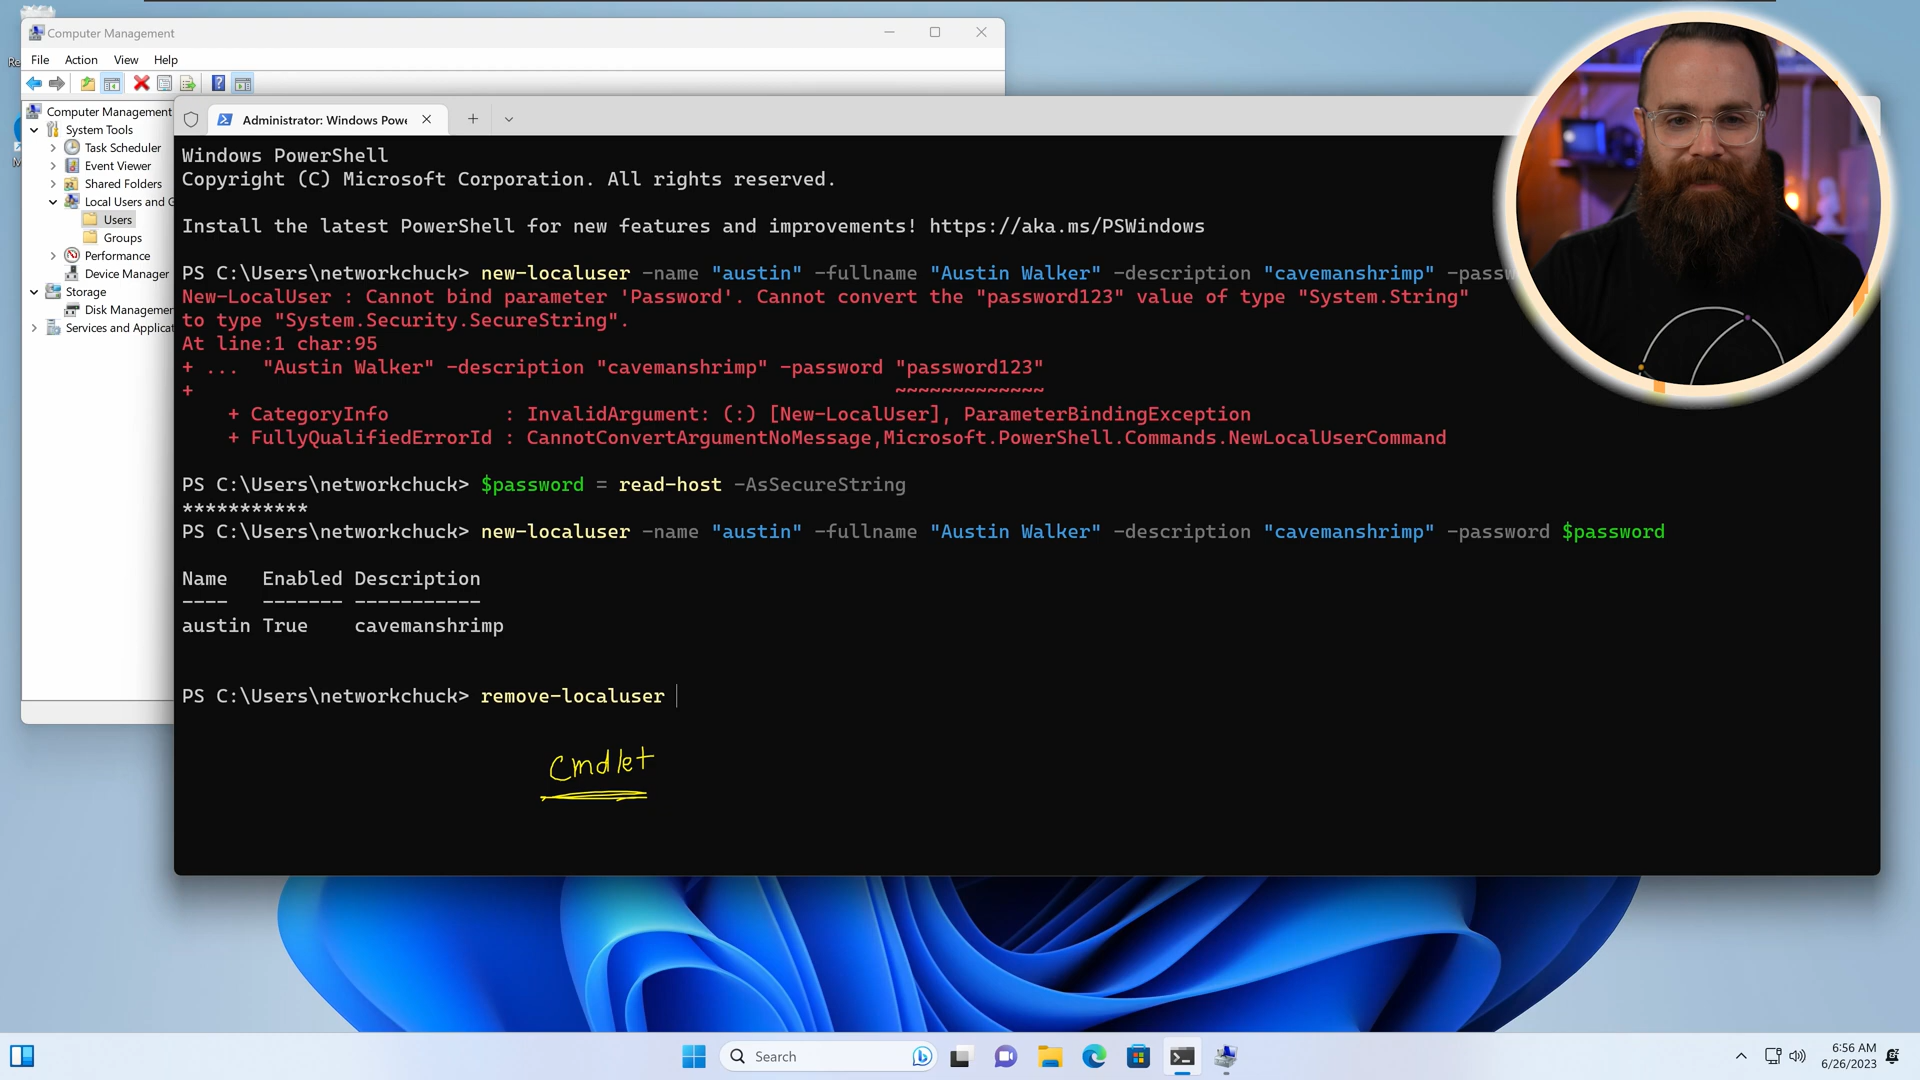 Computer Management
File Action View Help
Computer Management
System Tools
Task Scheduler
Event Viewer
Shared Folders
Local Users and G
Users
Groups
Performance
Device Manager
Storage
Disk Managemen
Services and Applicat
Administrator: Windows Powe
Windows PowerShell
Copyright (C) Microsoft Corporation. All rights reserved.
Install the latest PowerShell for new features and improvements! https://aka.ms/PSWindows
PS C:\Users\networkchuck> new-localuser -name "austin" -fullname "Austin Walker" -description "cavemanshrimp" -passw
New-LocalUser : Cannot bind parameter 'Password'. Cannot convert the "password123" value of type "System.String"
to type "System.Security.SecureString".
At line:1 char:95
+ ... "Austin Walker" -description "cavemanshrimp" -password "password123"
+ ~~~~~~~~~~~~~
+ CategoryInfo : InvalidArgument: (:) [New-LocalUser], ParameterBindingException
+ FullyQualifiedErrorId : CannotConvertArgumentNoMessage,Microsoft.PowerShell.Commands.NewLocalUserCommand
PS C:\Users\networkchuck> $password = read-host -AsSecureString
***********
PS C:\Users\networkchuck> new-localuser -name "austin" -fullname "Austin Walker" -description "cavemanshrimp" -password $password
Name Enabled Description
---- ------- -----------
austin True cavemanshrimp
PS C:\Users\networkchuck> remove-localuser
cmdlet
Search
6:56 AM
6/26/2023